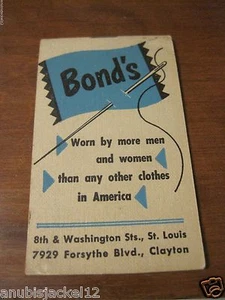 Bond's
Worn by more men
and women
than any other clothes
in America
8th & Washington Sts., St. Louis
7929 Forsythe Blvd., Clayton
anubisjackel12
anubisjackel12